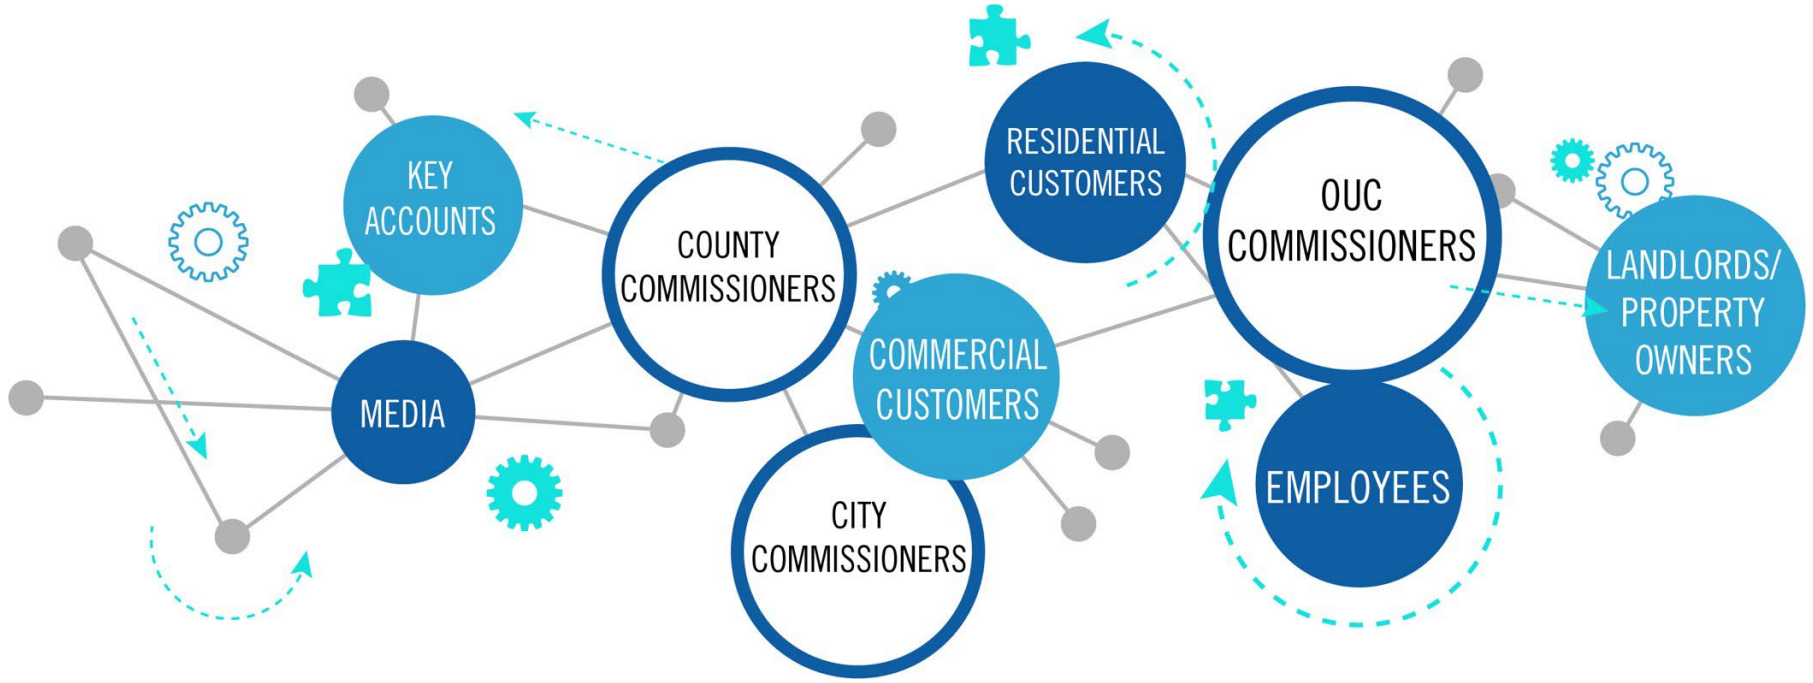 KEY
ACCOUNTS
MEDIA
COUNTY
COMMISSIONERS
CITY
COMMISSIONERS
COMMERCIAL
CUSTOMERS
RESIDENTIAL
CUSTOMERS
OUC
COMMISSIONERS
EMPLOYEES
LANDLORDS/
PROPERTY
OWNERS